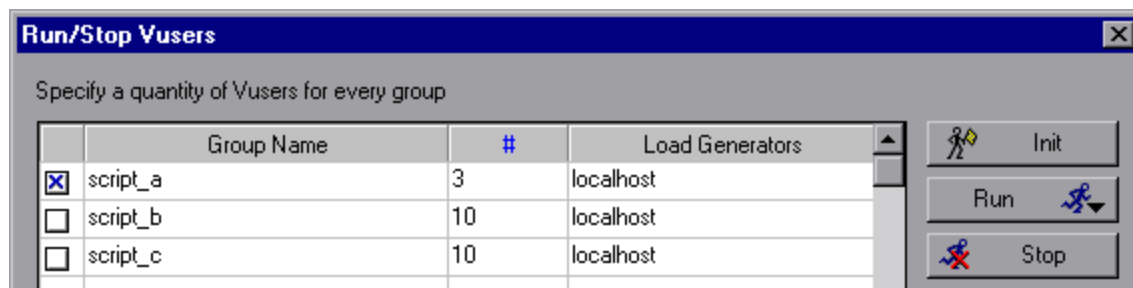 Run/Stop Vusers
Specify a quantity of Vusers for every group
Group Name # Load Generators
script_a 3 localhost
script_b 10 localhost
script_c 10 localhost
Init
Run
Stop